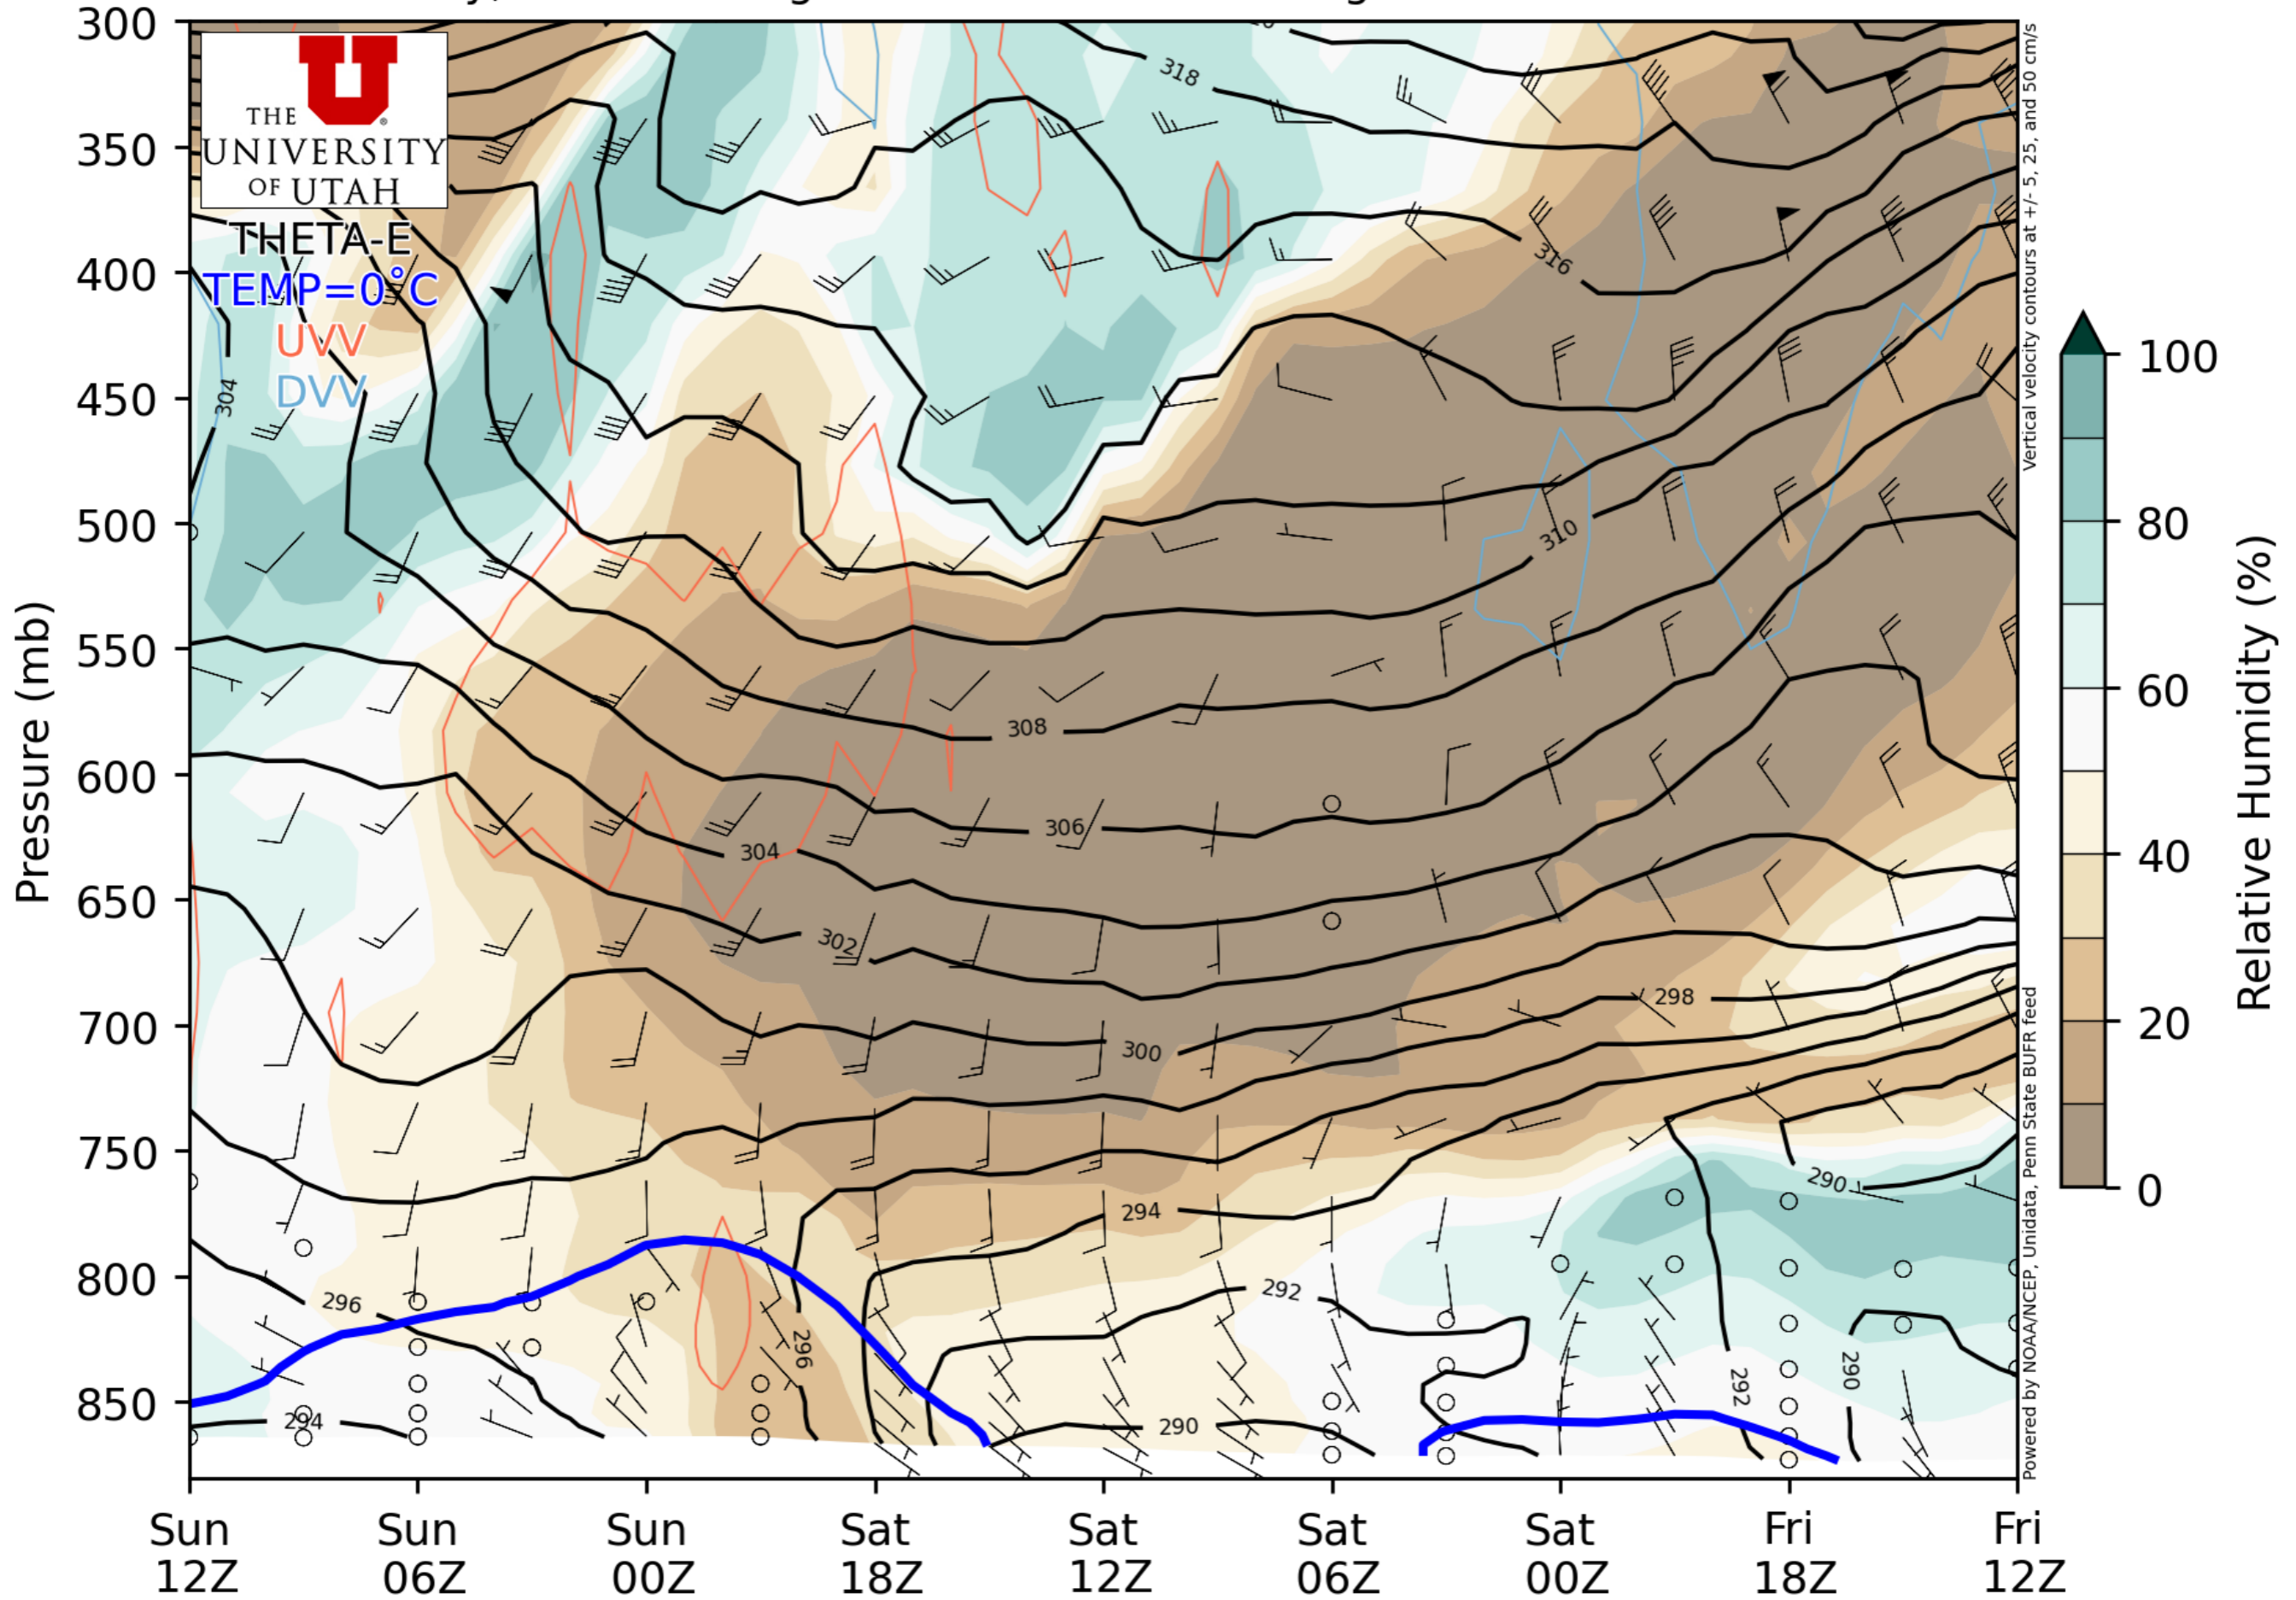 300
350
400
450
500
550
600
650
700
750
800
850
Pressure (mb)
THE
UNIVERSITY
OF UTAH
®
THETA-E
TEMP=0°C
UVV
DVV
304
318
316
310
308
306
304
302
300
298
296
296
294
294
292
292
290
290
290
Sun
12Z
Sun
06Z
Sun
00Z
Sat
18Z
Sat
12Z
Sat
06Z
Sat
00Z
Fri
18Z
Fri
12Z
Vertical velocity contours at +/- 5, 25, and 50 cm/s
Powered by NOAA/NCEP, Unidata, Penn State BUFR feed
100
80
60
40
20
0
Relative Humidity (%)